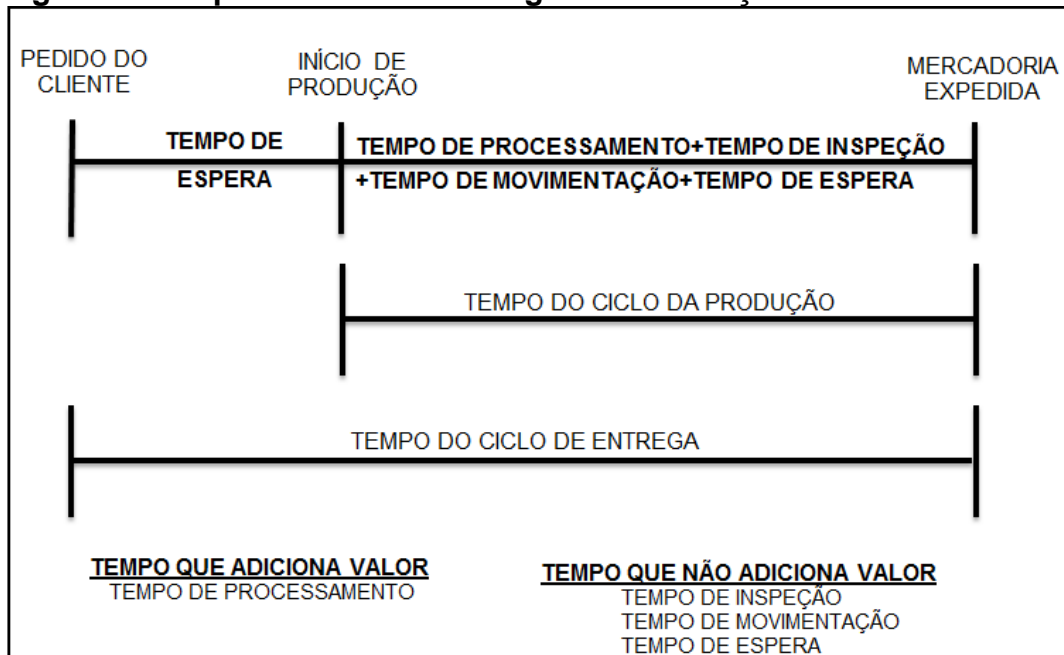 PEDIDO DO
CLIENTE
INÍCIO DE
PRODUÇÃO
MERCADORIA
EXPEDIDA
TEMPO DE
ESPERA
TEMPO DE PROCESSAMENTO+TEMPO DE INSPEÇÃO
+TEMPO DE MOVIMENTAÇÃO+TEMPO DE ESPERA
TEMPO DO CICLO DA PRODUÇÃO
TEMPO DO CICLO DE ENTREGA
TEMPO QUE ADICIONA VALOR
TEMPO DE PROCESSAMENTO
TEMPO QUE NÃO ADICIONA VALOR
TEMPO DE INSPEÇÃO
TEMPO DE MOVIMENTAÇÃO
TEMPO DE ESPERA